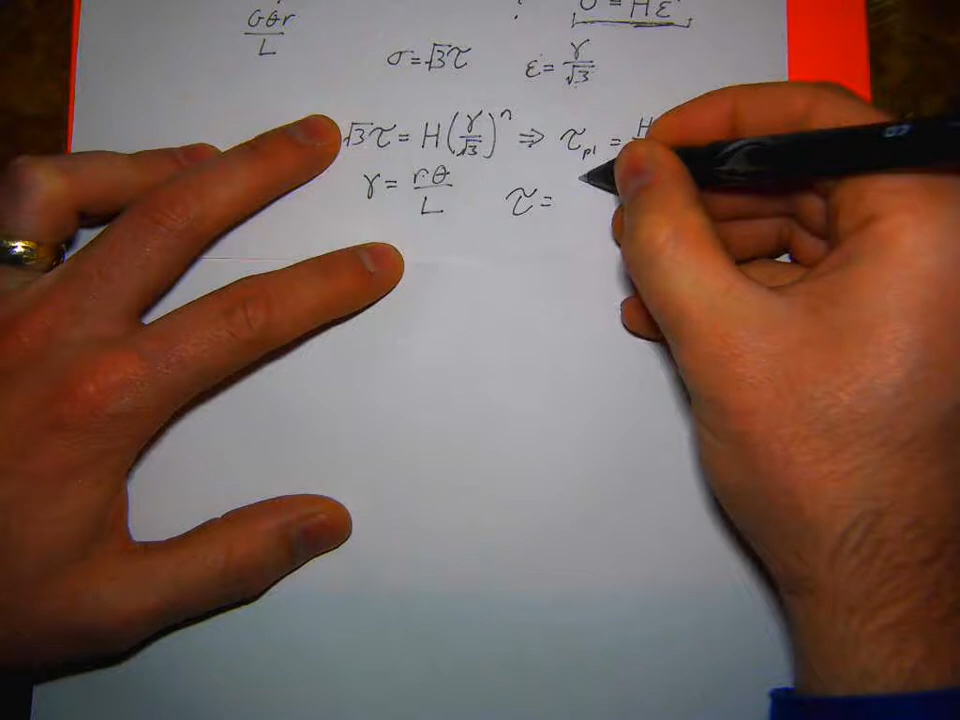 Gθr/L σ = Hε
σ = √3τ ε = γ/√3
√3τ = H(γ/√3)ⁿ ⇒ τ_pl = H
γ = rθ/L τ =